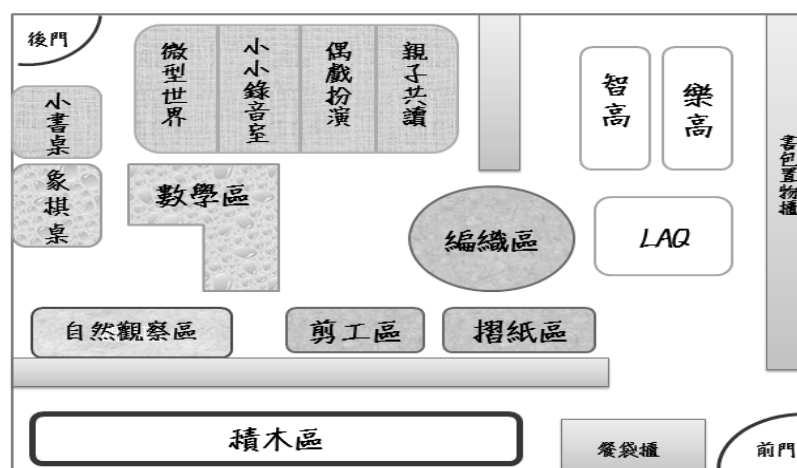 後門
微型世界
小小錄音室
偶戲扮演
親子共讀
智高
樂高
書包置物櫃
小書桌
象棋桌
數學區
編織區
LAQ
自然觀察區
剪工區
摺紙區
積木區
餐袋櫃
前門